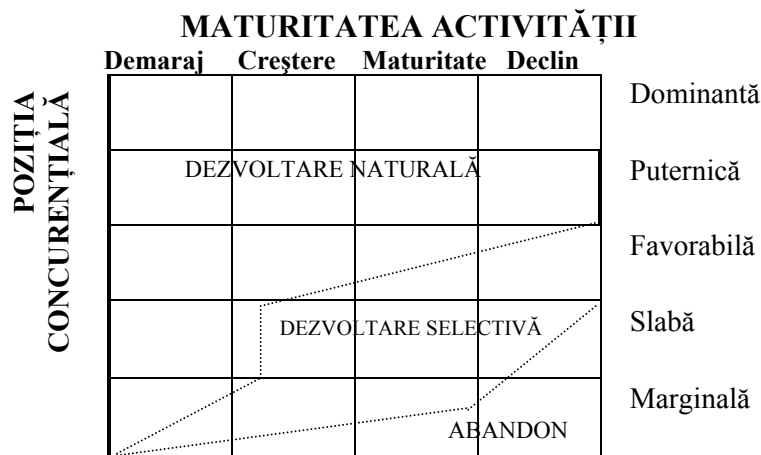 MATURITATEA ACTIVITĂȚII
Demaraj Creştere Maturitate Declin
POZIȚIA
CONCURENȚIALĂ
Dominantă
DEZVOLTARE NATURALĂ
Puternică
Favorabilă
DEZVOLTARE SELECTIVĂ
Slabă
Marginală
ABANDON